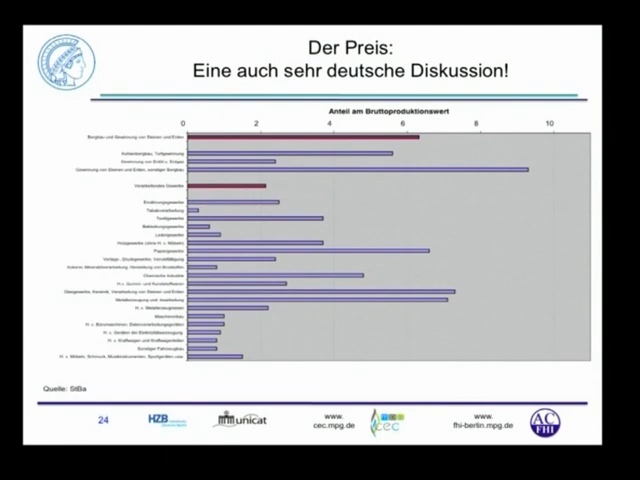 Der Preis:
Eine auch sehr deutsche Diskussion!
Anteil am Bruttoproduktionswert
0 2 4 6 8 10
Bergbau und Gewinnung von Steinen und Erden
Kohlenbergbau, Torfgewinnung
Gewinnung von Erdöl u. Erdgas
Gewinnung von Steinen und Erden, sonstiger Bergbau
Verarbeitendes Gewerbe
Ernährungsgewerbe
Tabakverarbeitung
Textilgewerbe
Bekleidungsgewerbe
Ledergewerbe
Holzgewerbe (ohne H. v. Möbeln)
Papiergewerbe
Verlags-, Druckgewerbe, Vervielfältigung
Kokerei, Mineralölverarbeitung, Herstellung von Brutstoffen
Chemische Industrie
H.v. Gummi- und Kunststoffwaren
Glasgewerbe, Keramik, Verarbeitung von Steinen und Erden
Metallerzeugung und -bearbeitung
H. v. Metallerzeugnissen
Maschinenbau
H. v. Büromaschinen, Datenverarbeitungsgeräten
H. v. Geräten der Elektrizitätserzeugung
H. v. Kraftwagen und Kraftwagenteilen
Sonstiger Fahrzeugbau
H. v. Möbeln, Schmuck, Musikinstrumenten, Sportgeräten usw.
Quelle: StBa
24
HZB
unicat
www.
cec.mpg.de
cec
www.
fhi-berlin.mpg.de
AC
FHI